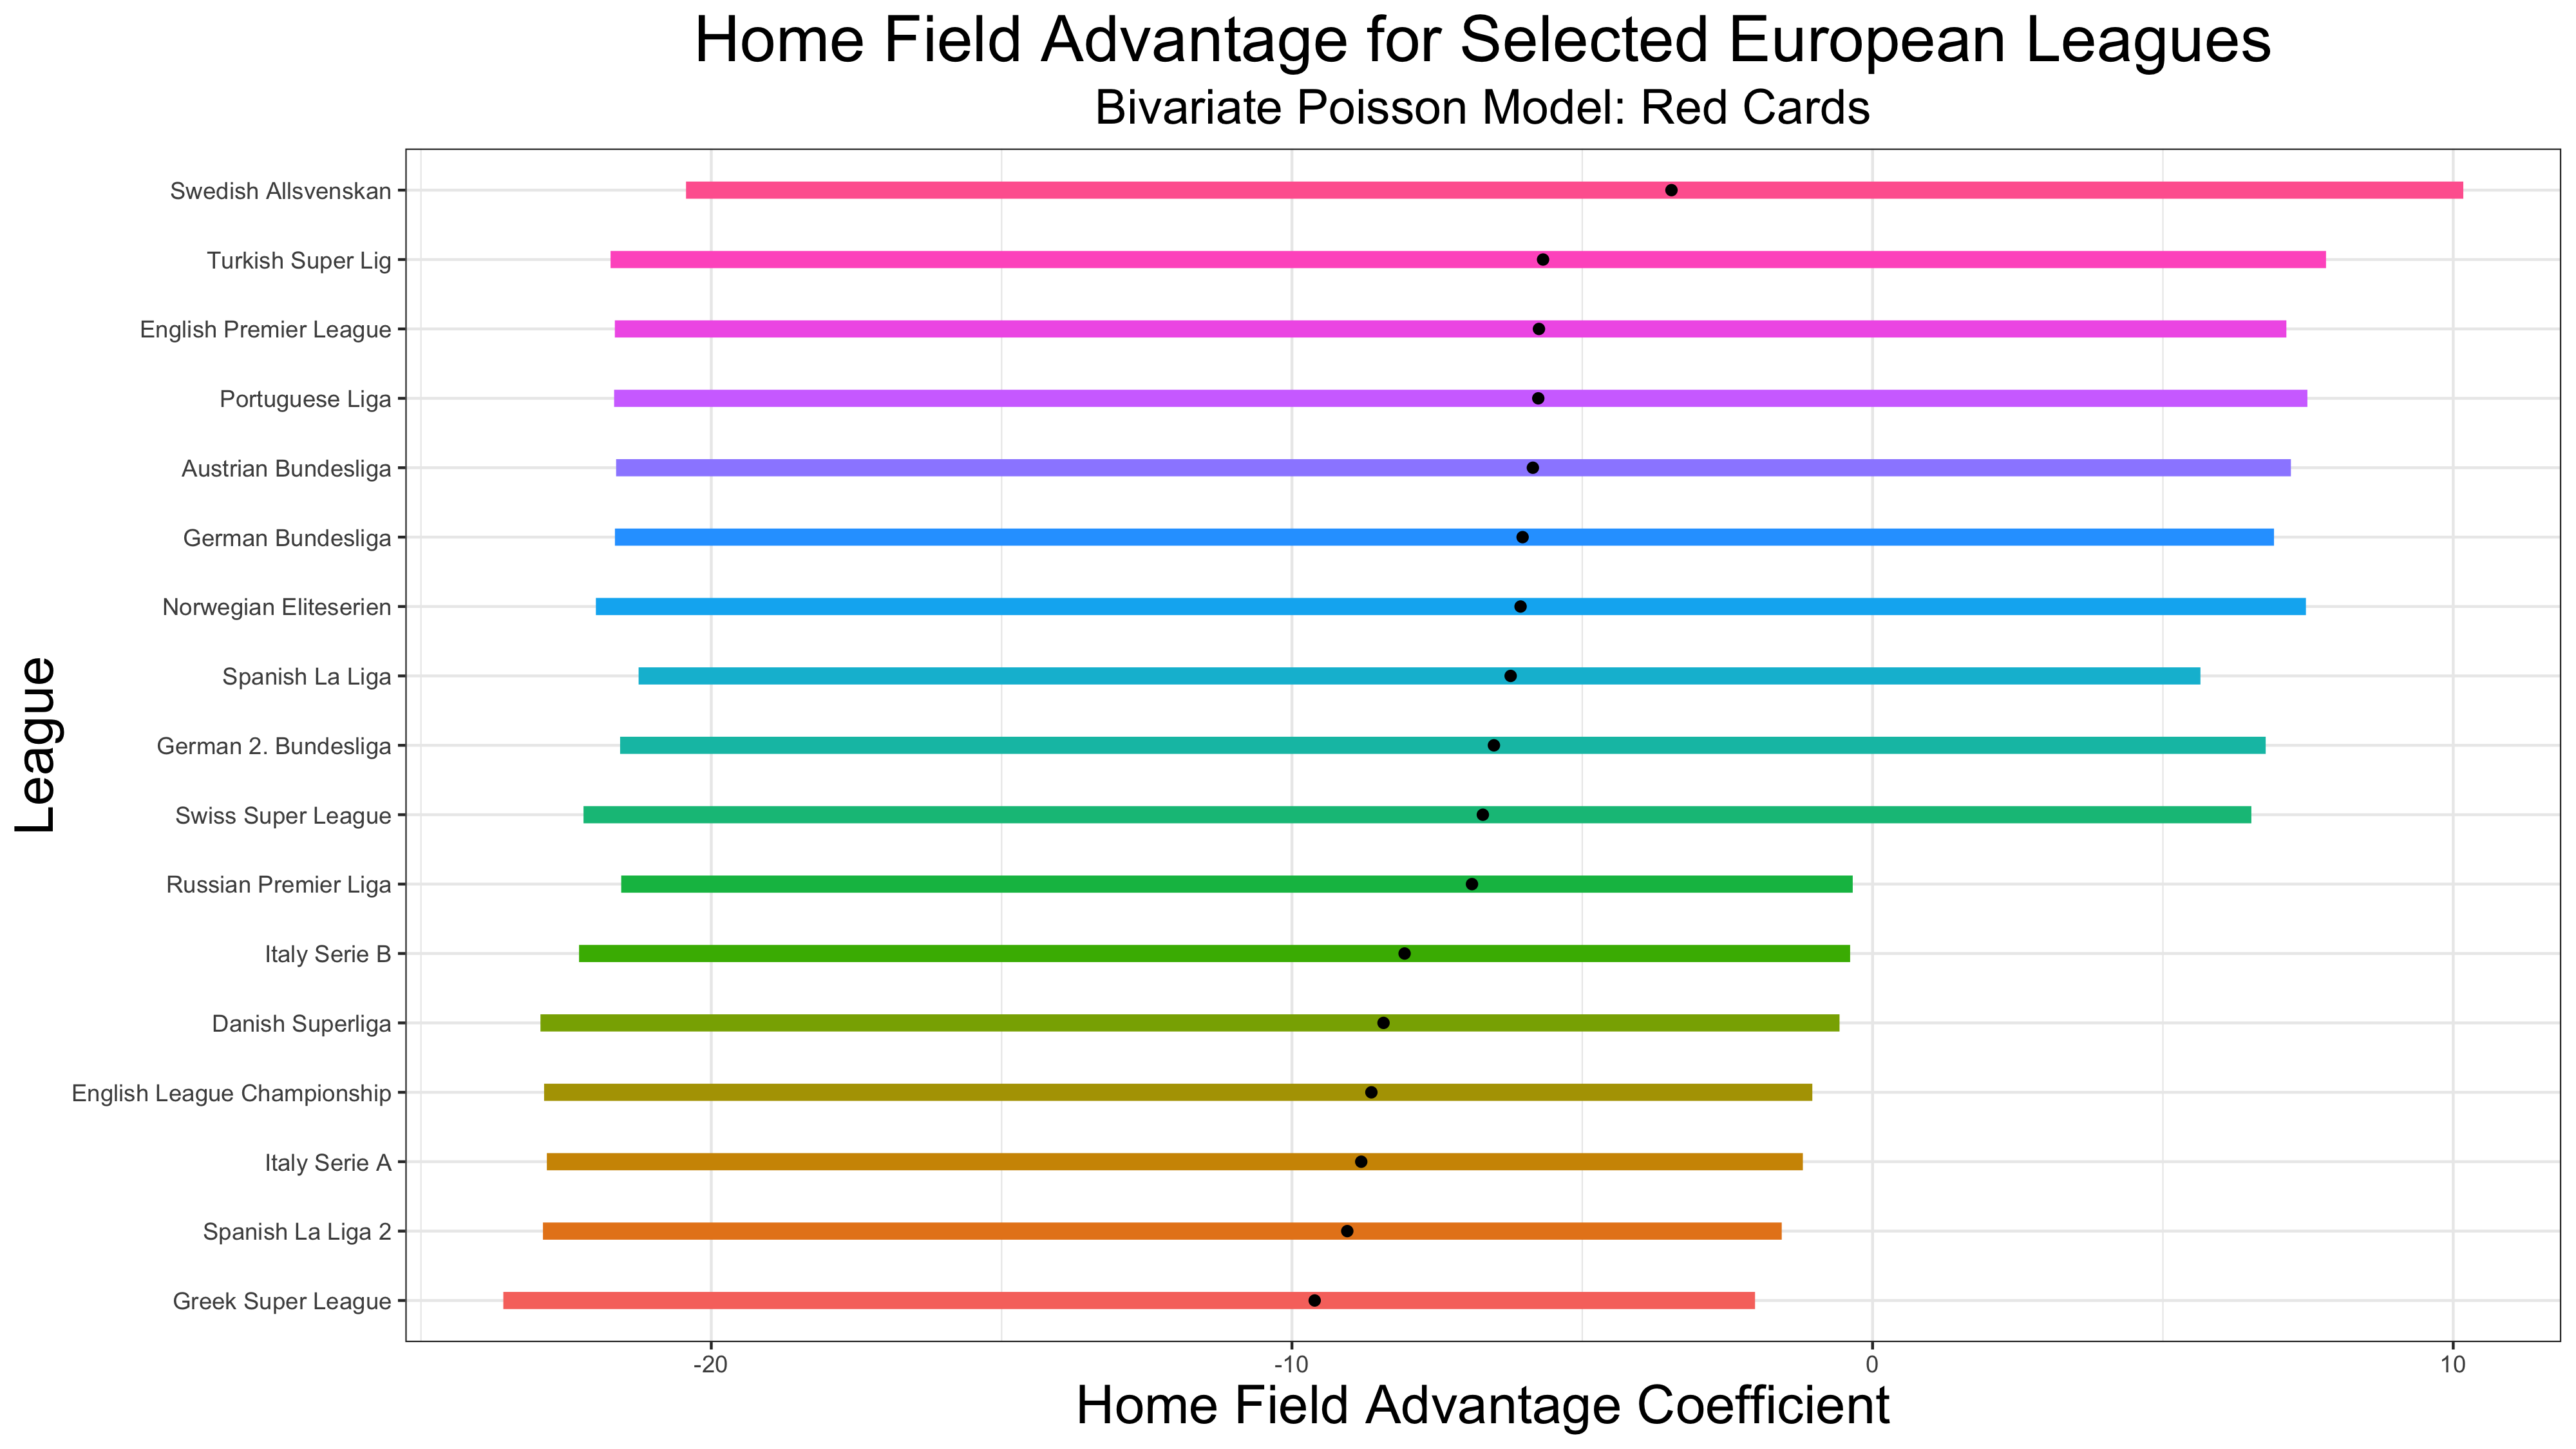 Home Field Advantage for Selected European Leagues
Bivariate Poisson Model: Red Cards
League
Swedish Allsvenskan
Turkish Super Lig
English Premier League
Portuguese Liga
Austrian Bundesliga
German Bundesliga
Norwegian Eliteserien
Spanish La Liga
German 2. Bundesliga
Swiss Super League
Russian Premier Liga
Italy Serie B
Danish Superliga
English League Championship
Italy Serie A
Spanish La Liga 2
Greek Super League
-20 -10 0 10
Home Field Advantage Coefficient